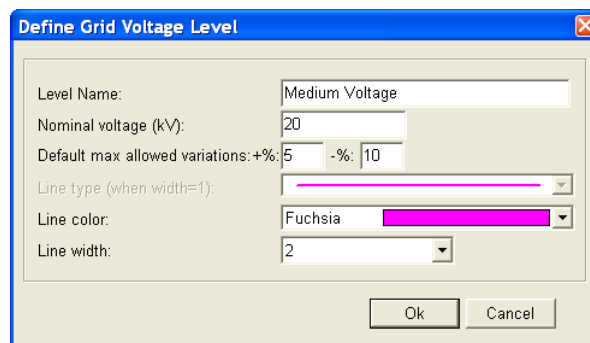 Define Grid Voltage Level
Level Name: Medium Voltage
Nominal voltage (kV): 20
Default max allowed variations: +%: 5 -%: 10
Line type (when width=1):
Line color: Fuchsia
Line width: 2
Ok Cancel